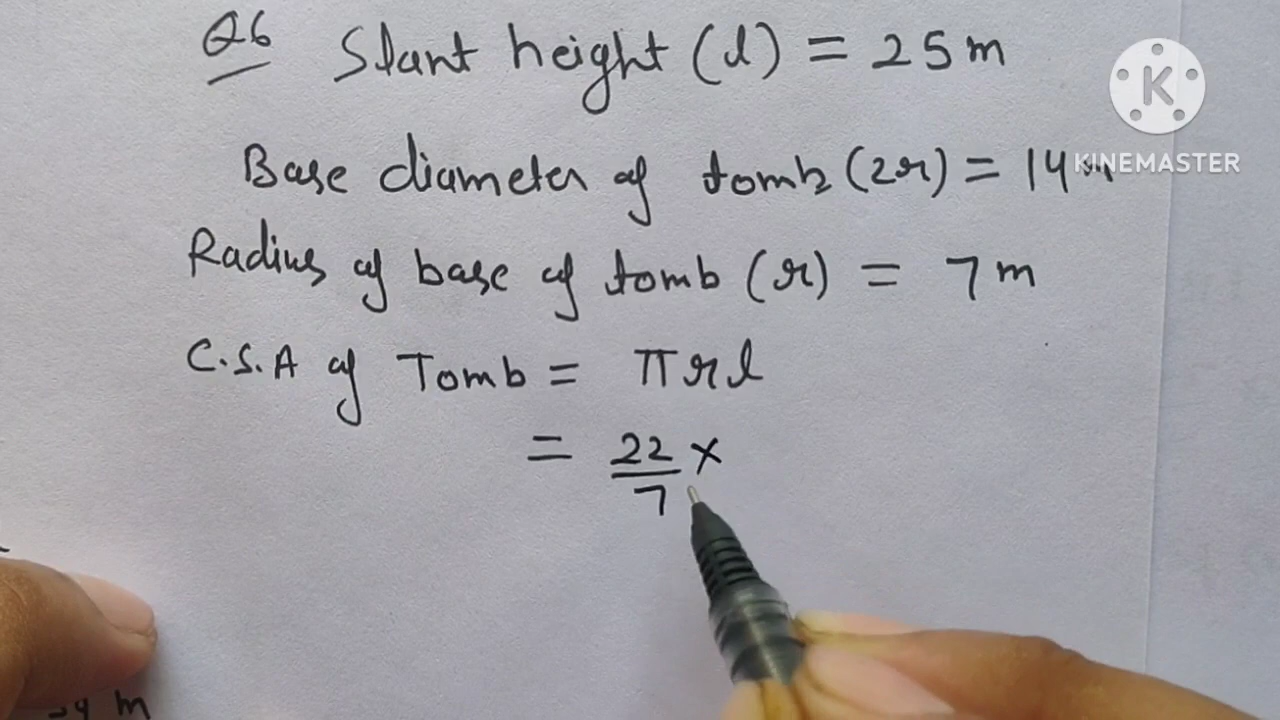 Q6 Slant height (l) = 25 m
K
KINEMASTER
Base diameter of tomb (2r) = 14 m
Radius of base of tomb (r) = 7 m
C.S.A of Tomb = πrl
= 22/7 ×
m